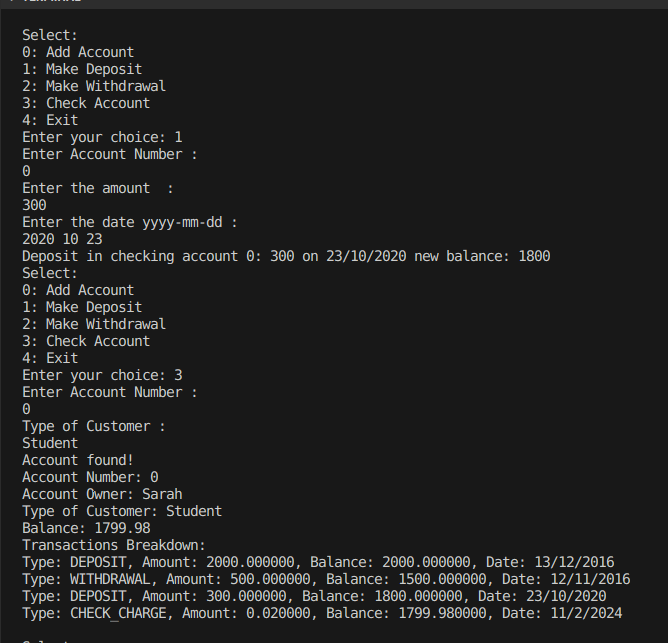 Select:
0: Add Account
1: Make Deposit
2: Make Withdrawal
3: Check Account
4: Exit
Enter your choice: 1
Enter Account Number :
0
Enter the amount  :
300
Enter the date yyyy-mm-dd :
2020 10 23
Deposit in checking account 0: 300 on 23/10/2020 new balance: 1800
Select:
0: Add Account
1: Make Deposit
2: Make Withdrawal
3: Check Account
4: Exit
Enter your choice: 3
Enter Account Number :
0
Type of Customer :
Student
Account found!
Account Number: 0
Account Owner: Sarah
Type of Customer: Student
Balance: 1799.98
Transactions Breakdown:
Type: DEPOSIT, Amount: 2000.000000, Balance: 2000.000000, Date: 13/12/2016
Type: WITHDRAWAL, Amount: 500.000000, Balance: 1500.000000, Date: 12/11/2016
Type: DEPOSIT, Amount: 300.000000, Balance: 1800.000000, Date: 23/10/2020
Type: CHECK_CHARGE, Amount: 0.020000, Balance: 1799.980000, Date: 11/2/2024